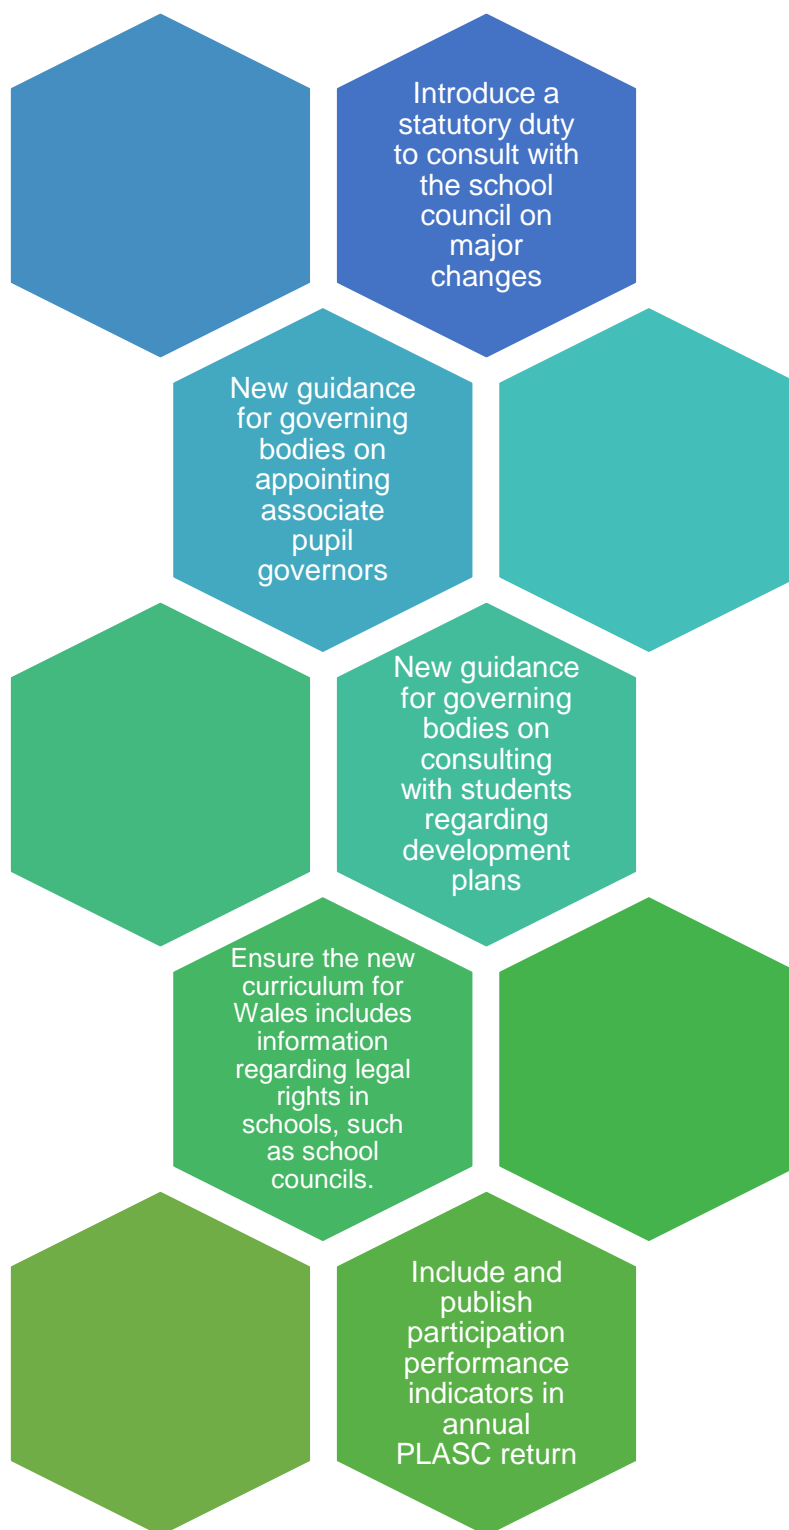 Introduce a
statutory duty
to consult with
the school
council on
major
changes
New guidance
for governing
bodies on
appointing
associate
pupil
governors
New guidance
for governing
bodies on
consulting
with students
regarding
development
plans
Ensure the new
curriculum for
Wales includes
information
regarding legal
rights in
schools, such
as school
councils.
Include and
publish
participation
performance
indicators in
annual
PLASC return